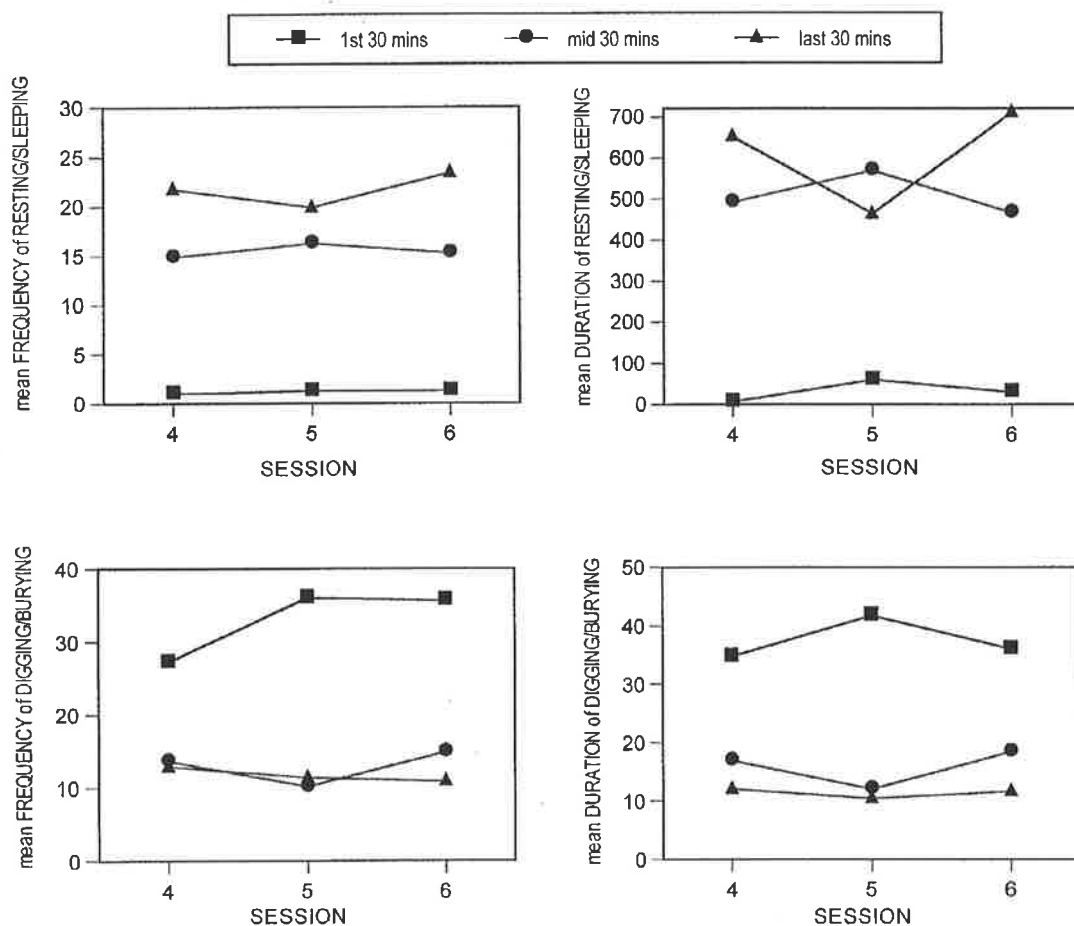 1st 30 mins mid 30 mins last 30 mins
mean FREQUENCY of RESTING/SLEEPING
30
25
20
15
10
5
0
4 5 6
SESSION
mean DURATION of RESTING/SLEEPING
700
600
500
400
300
200
100
0
4 5 6
SESSION
mean FREQUENCY of DIGGING/BURYING
40
30
20
10
0
4 5 6
SESSION
mean DURATION of DIGGING/BURYING
50
40
30
20
10
0
4 5 6
SESSION